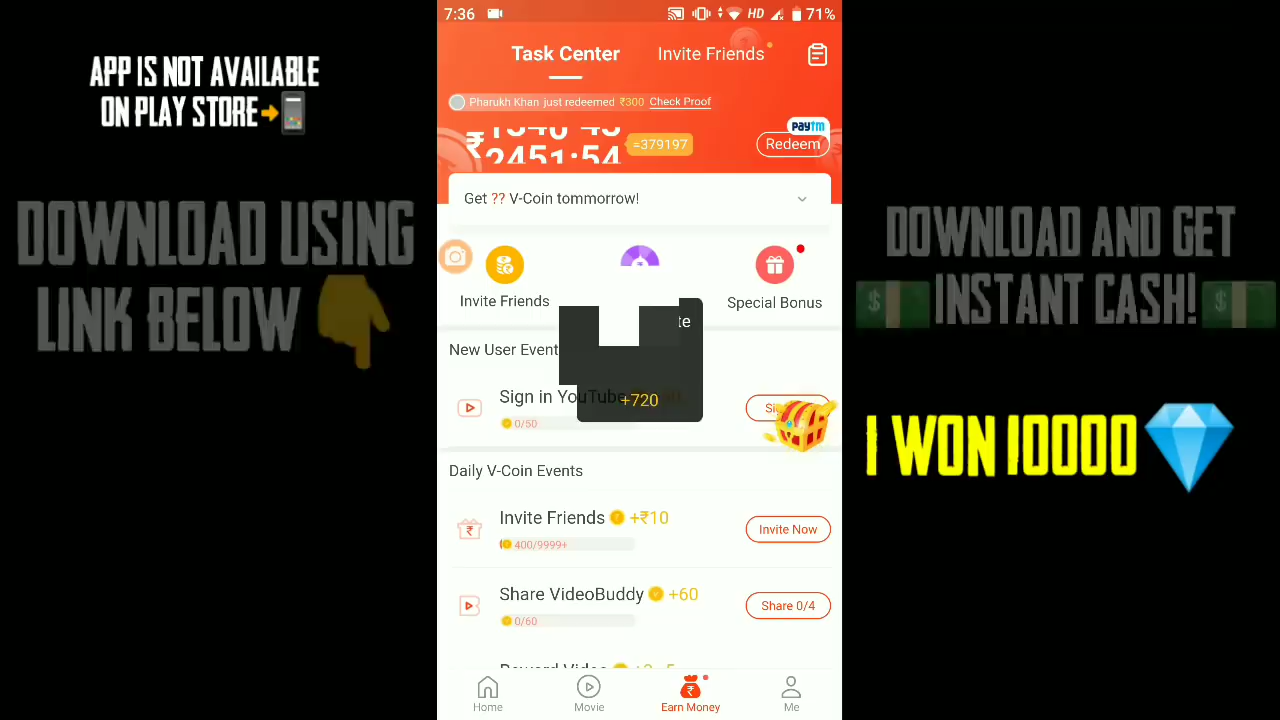 APP IS NOT AVAILABLE
ON PLAY STORE
DOWNLOAD USING
LINK BELOW
7:36
HD
71%
Task Center
Invite Friends
Pharukh Khan just redeemed ₹300 Check Proof
₹
=379197
Paytm
Redeem
Get ?? V-Coin tommorrow!
Invite Friends
Special Bonus
New User Event
Sign in YouTube
0/50
+720
Daily V-Coin Events
Invite Friends +₹10
400/9999+
Invite Now
Share VideoBuddy +60
0/60
Share 0/4
Home
Movie
Earn Money
Me
DOWNLOAD AND GET
INSTANT CASH!
I WON 10000